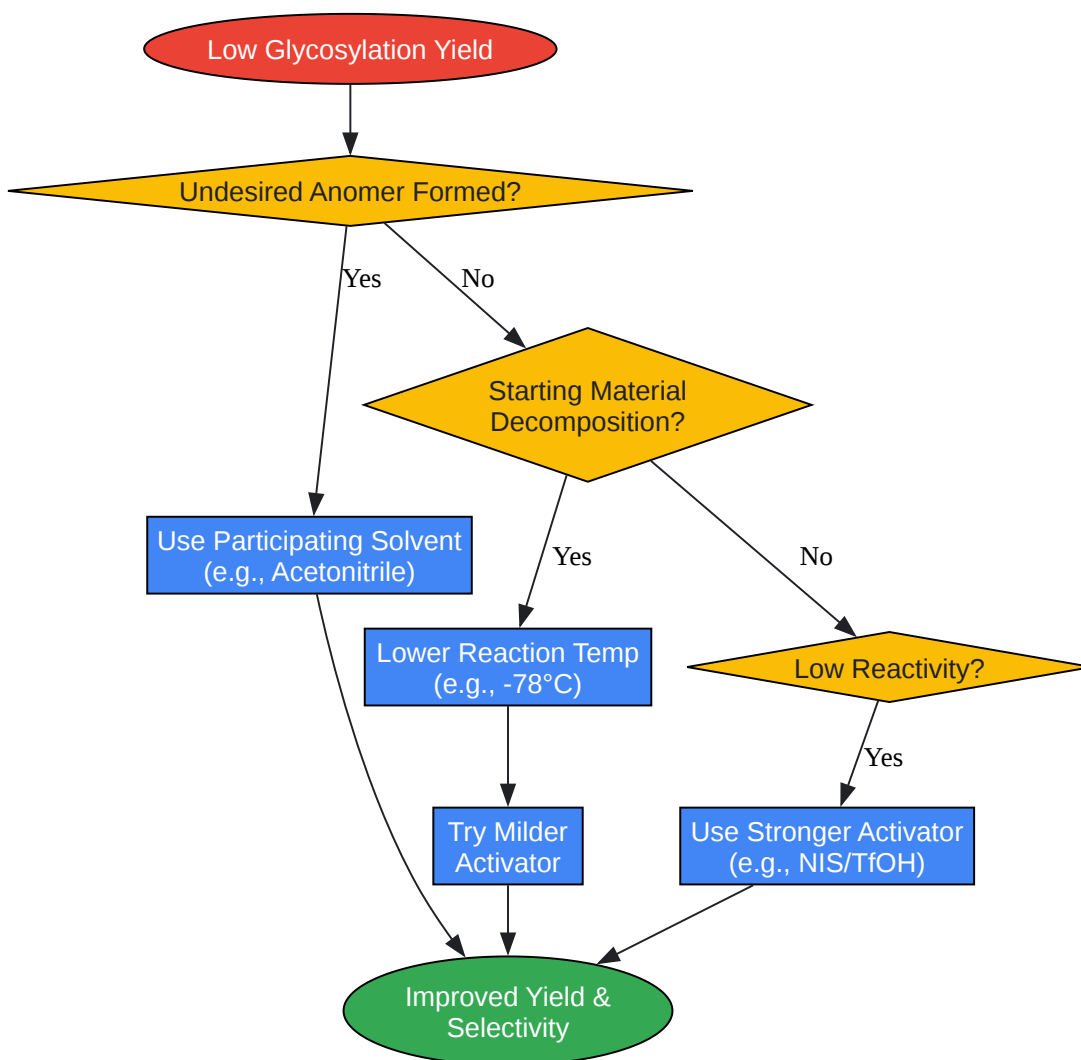 Low Glycosylation Yield
Undesired Anomer Formed?
Yes
No
Starting Material
Decomposition?
Use Participating Solvent
(e.g., Acetonitrile)
Yes
No
Lower Reaction Temp
(e.g., -78°C)
Low Reactivity?
Yes
Try Milder
Activator
Use Stronger Activator
(e.g., NIS/TfOH)
Improved Yield &
Selectivity